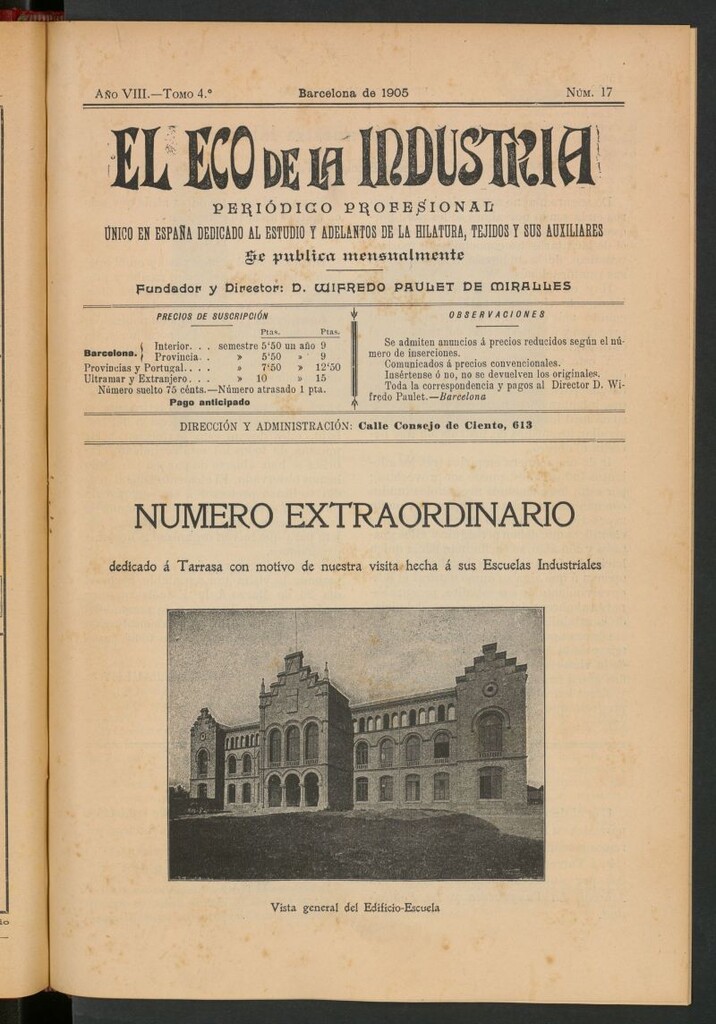 Año VIII.—Tomo 4.º Barcelona de 1905 Núm. 17
EL ECO DE LA INDUSTRIA
PERIÓDICO PROFESIONAL
ÚNICO EN ESPAÑA DEDICADO AL ESTUDIO Y ADELANTOS DE LA HILATURA, TEJIDOS Y SUS AUXILIARES
Se publica mensualmente
Fundador y Director: D. WIFREDO PAULET DE MIRALLES
PRECIOS DE SUSCRIPCIÓN
Ptas. Ptas.
Barcelona. { Interior. . . semestre 5'50 un año 9
Provincia. . » 5'50 » 9
Provincias y Portugal. . . . » 7'50 » 12'50
Ultramar y Extranjero. . . . » 10 » 15
Número suelto 75 cénts.—Número atrasado 1 pta.
Pago anticipado
OBSERVACIONES
Se admiten anuncios á precios reducidos según el nú-
mero de inserciones.
Comunicados á precios convencionales.
Insértense ó no, no se devuelven los originales.
Toda la correspondencia y pagos al Director D. Wi-
fredo Paulet.—Barcelona
DIRECCIÓN Y ADMINISTRACIÓN: Calle Consejo de Ciento, 613
NUMERO EXTRAORDINARIO
dedicado á Tarrasa con motivo de nuestra visita hecha á sus Escuelas Industriales
Vista general del Edificio-Escuela